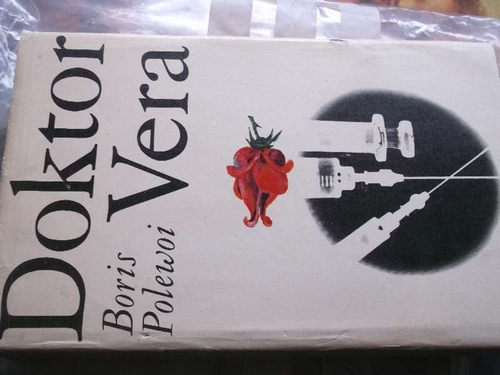 Doktor
Vera
Boris
Polewoi